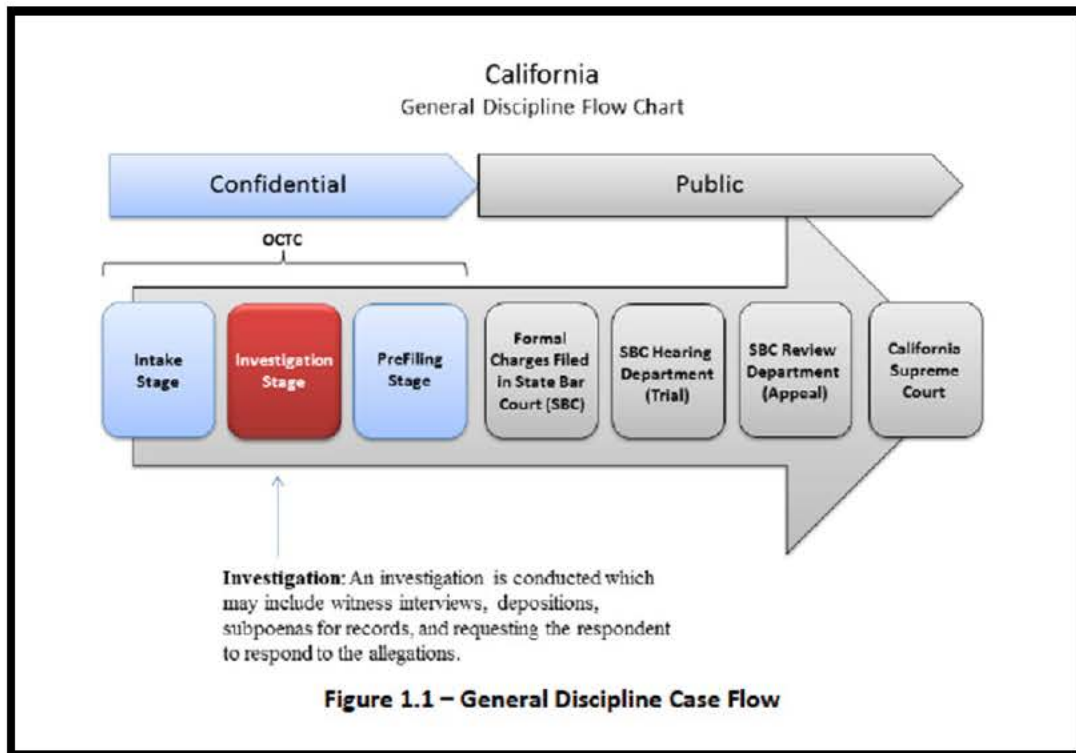 California
General Discipline Flow Chart
Confidential
Public
OCTC
Intake
Stage
Investigation
Stage
PreFiling
Stage
Formal
Charges Filed
in State Bar
Court (SBC)
SBC Hearing
Department
(Trial)
SBC Review
Department
(Appeal)
California
Supreme
Court
Investigation: An investigation is conducted which
may include witness interviews, depositions,
subpoenas for records, and requesting the respondent
to respond to the allegations.
Figure 1.1 – General Discipline Case Flow